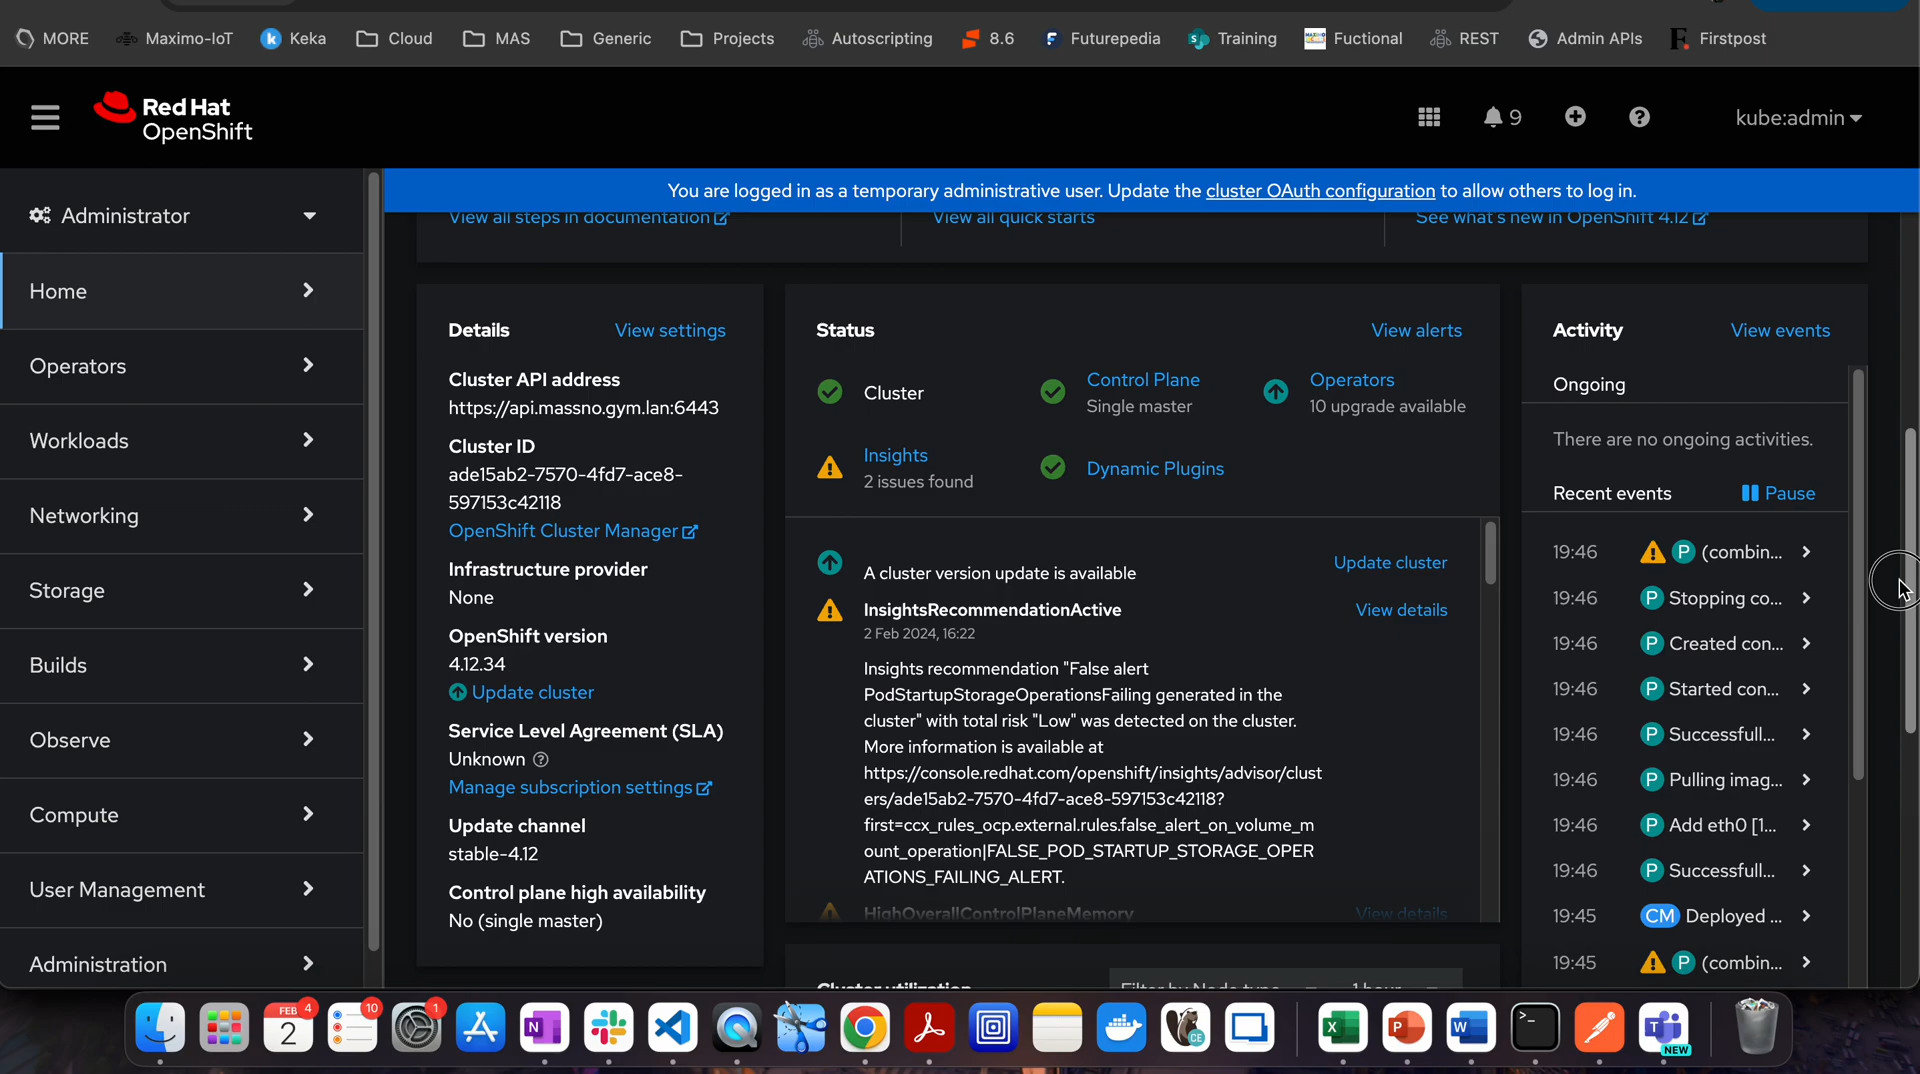 MORE Maximo-IoT Keka Cloud MAS Generic Projects Autoscripting 8.6 Futurepedia Training Fuctional REST Admin APIs Firstpost
Red Hat
OpenShift
9
kube:admin
You are logged in as a temporary administrative user. Update the cluster OAuth configuration to allow others to log in.
Administrator
Home
Operators
Workloads
Networking
Storage
Builds
Observe
Compute
User Management
Administration
View all steps in documentation
View all quick starts
See what's new in OpenShift 4.12
Details
View settings
Cluster API address
https://api.massno.gym.lan:6443
Cluster ID
ade15ab2-7570-4fd7-ace8-
597153c42118
OpenShift Cluster Manager
Infrastructure provider
None
OpenShift version
4.12.34
Update cluster
Service Level Agreement (SLA)
Unknown
Manage subscription settings
Update channel
stable-4.12
Control plane high availability
No (single master)
Status
View alerts
Cluster
Control Plane
Single master
Operators
10 upgrade available
Insights
2 issues found
Dynamic Plugins
A cluster version update is available
Update cluster
InsightsRecommendationActive
View details
2 Feb 2024, 16:22
Insights recommendation "False alert
PodStartupStorageOperationsFailing generated in the
cluster" with total risk "Low" was detected on the cluster.
More information is available at
https://console.redhat.com/openshift/insights/advisor/clust
ers/ade15ab2-7570-4fd7-ace8-597153c42118?
first=ccx_rules_ocp.external.rules.false_alert_on_volume_m
ount_operation|FALSE_POD_STARTUP_STORAGE_OPER
ATIONS_FAILING_ALERT.
HighOverallControlPlaneMemory
View details
Cluster utilization
Filter by Node type
1 hour
Activity
View events
Ongoing
There are no ongoing activities.
Recent events
Pause
19:46 P (combin...
19:46 P Stopping co...
19:46 P Created con...
19:46 P Started con...
19:46 P Successfull...
19:46 P Pulling imag...
19:46 P Add eth0 [1...
19:46 P Successfull...
19:45 CM Deployed ...
19:45 P (combin...
FEB
2
4
10
1
N
CE
X
P
W
>_
T
NEW